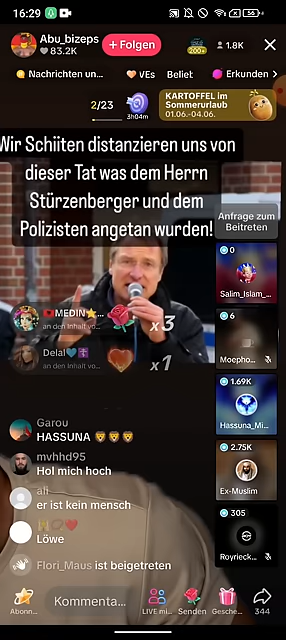 16:29
Abu_bizeps
83.2K
+ Folgen
200+
1.8K
Nachrichten un...
VEs
Beliet
Erkunden
2/23
3h04m
KARTOFFEL im
Sommerurlaub
01.06.-04.06.
Wir Schiiten distanzieren uns von
dieser Tat was dem Herrn
Stürzenberger und dem
Polizisten angetan wurden!
Anfrage zum
Beitreten
0
Salim_Islam_...
MEDIN
an den Inhalt vo...
x3
6
Moepho...
Delal
an den Inhalt vo...
x1
1.69K
Hassuna_Mi...
Garou
HASSUNA
mvhhd95
Hol mich hoch
2.75K
Ex-Muslim
ali
er ist kein mensch
Löwe
305
Royrieck...
Flori_Maus ist beigetreten
Abonn...
Kommenta...
LIVE mi...
Senden
Gesche...
344